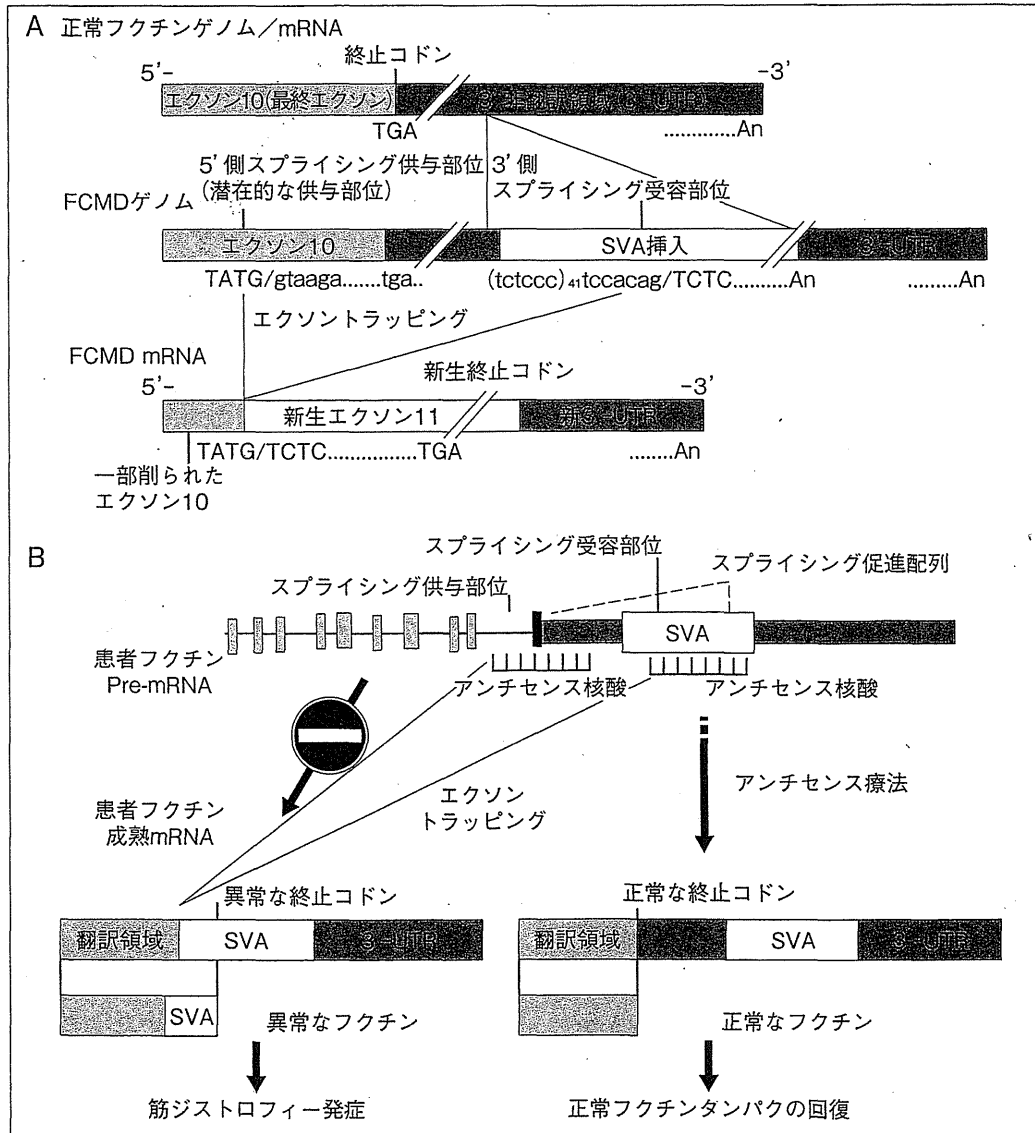 A 正常フクチンゲノム／mRNA
終止コドン
5'-
-3'
エクソン10(最終エクソン)
TGA
.............An
5'側スプライシング供与部位
(潜在的な供与部位)
3'側
スプライシング受容部位
FCMDゲノム
エクソン10
SVA挿入
3'-UTR
TATG/gtaaga.......tga..
(tctccc)₄₁tccacag/TCTC..........An
........An
エクソントラッピング
FCMD mRNA
新生終止コドン
5'-
-3'
新生エクソン11
新3'-UTR
TATG/TCTC................TGA
........An
一部削られた
エクソン10
B
スプライシング受容部位
スプライシング促進配列
スプライシング供与部位
SVA
患者フクチン
Pre-mRNA
アンチセンス核酸
アンチセンス核酸
エクソン
トラッピング
アンチセンス療法
患者フクチン
成熟mRNA
異常な終止コドン
正常な終止コドン
翻訳領域
SVA
3'-UTR
翻訳領域
SVA
3'-UTR
SVA
異常なフクチン
正常なフクチン
筋ジストロフィー発症
正常フクチンタンパクの回復